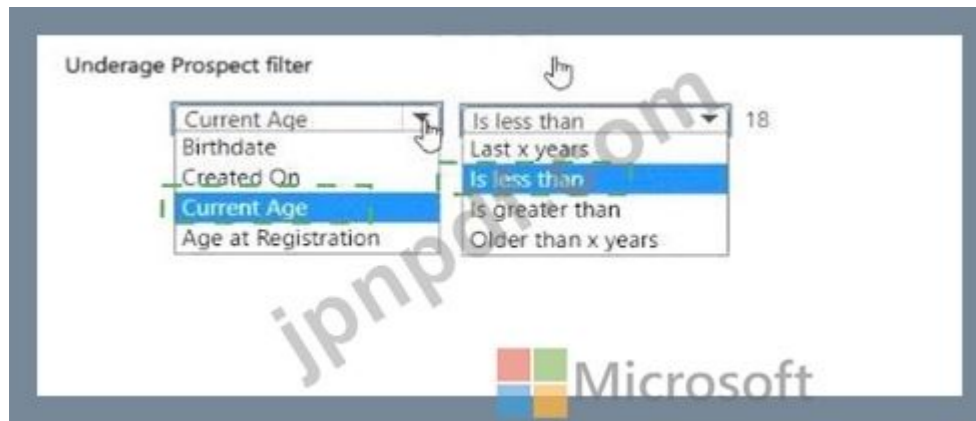 Underage Prospect filter
Current Age
Is less than
18
Birthdate
Last x years
Created On
Is less than
Current Age
Is greater than
Age at Registration
Older than x years
jpnpdf.com
Microsoft